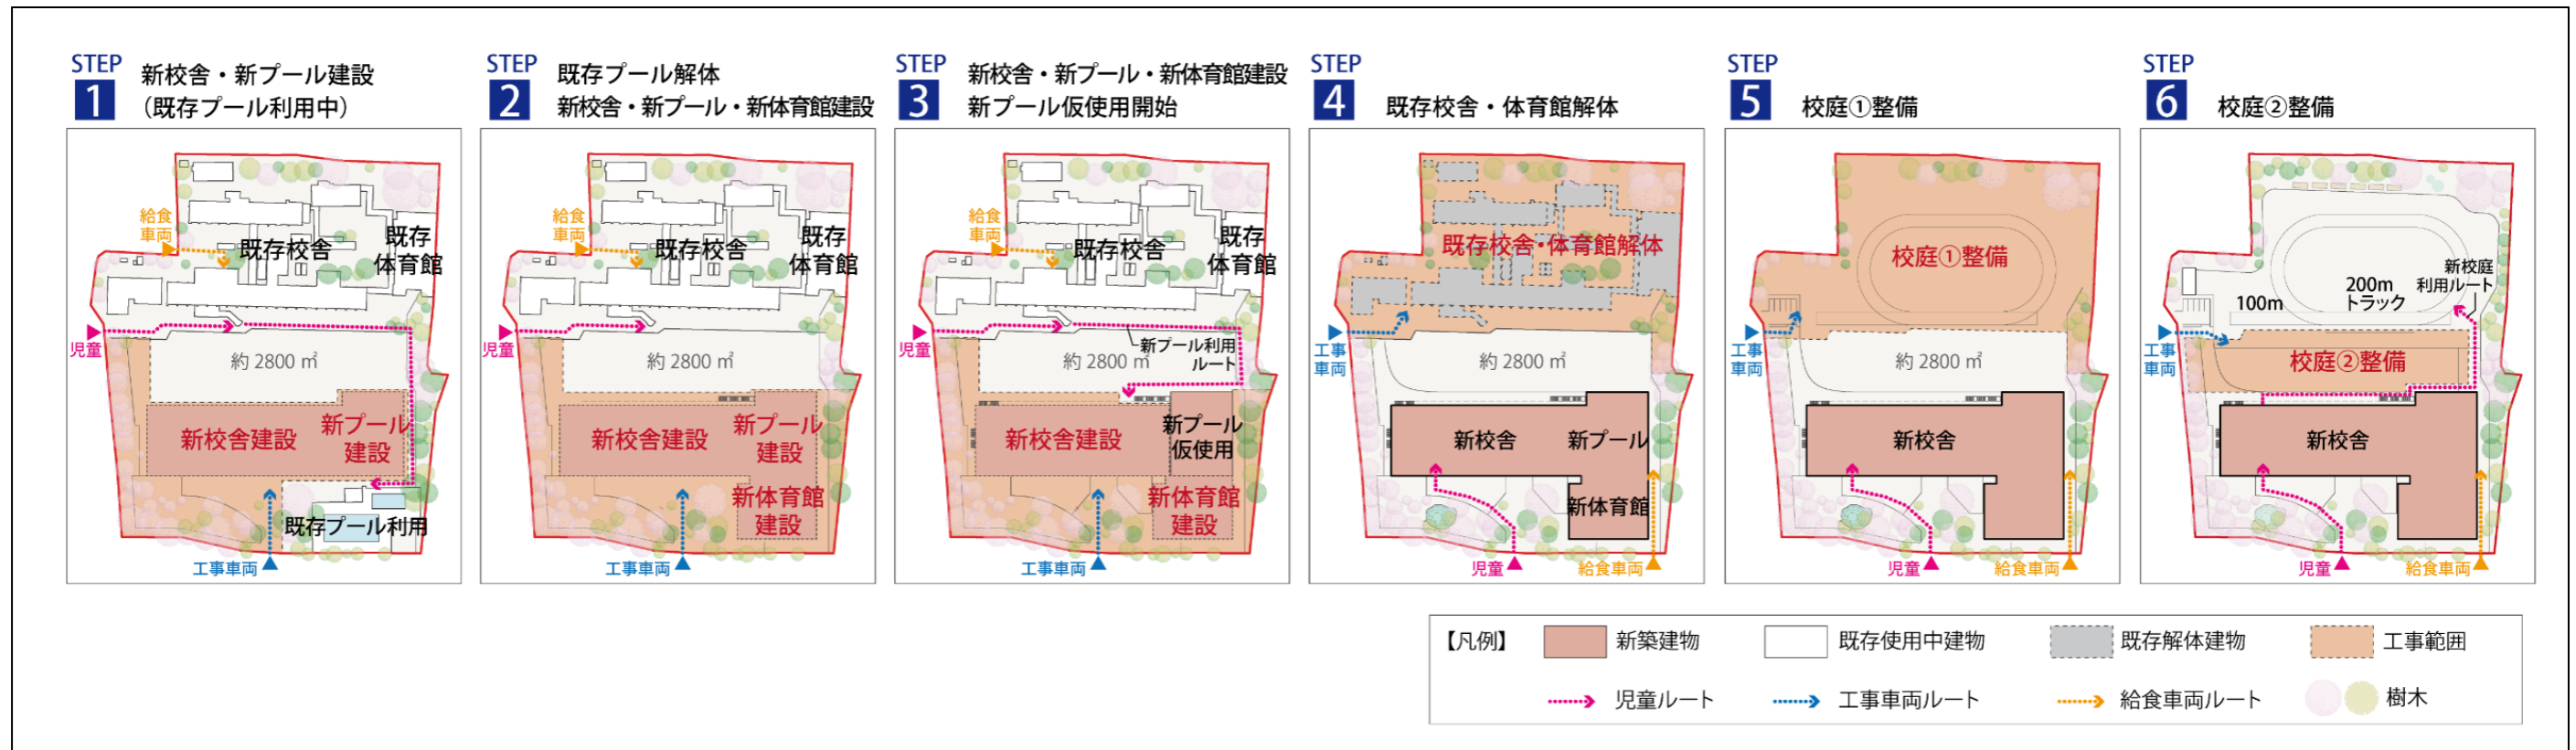 STEP
1
新校舎・新プール建設
(既存プール利用中)
給食
車両
既存校舎
既存
体育館
児童
約 2800 ㎡
新校舎建設
新プール
建設
既存プール利用
工事車両
STEP
2
既存プール解体
新校舎・新プール・新体育館建設
給食
車両
既存校舎
既存
体育館
児童
約 2800 ㎡
新校舎建設
新プール
建設
新体育館
建設
工事車両
STEP
3
新校舎・新プール・新体育館建設
新プール仮使用開始
給食
車両
既存校舎
既存
体育館
児童
約 2800 ㎡
新プール利用
ルート
新校舎建設
新プール
仮使用
新体育館
建設
工事車両
STEP
4
既存校舎・体育館解体
既存校舎・体育館解体
工事
車両
約 2800 ㎡
新校舎
新プール
新体育館
児童
給食車両
STEP
5
校庭①整備
校庭①整備
工事
車両
約 2800 ㎡
新校舎
児童
給食車両
STEP
6
校庭②整備
新校庭
利用ルート
200m
トラック
100m
工事
車両
校庭②整備
新校舎
児童
給食車両
【凡例】
新築建物
既存使用中建物
既存解体建物
工事範囲
児童ルート
工事車両ルート
給食車両ルート
樹木